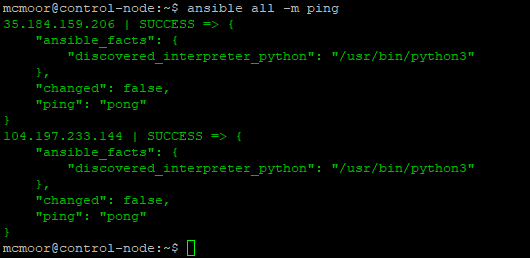 mcmoor@control-node:~$ ansible all -m ping
35.184.159.206 | SUCCESS => {
    "ansible_facts": {
        "discovered_interpreter_python": "/usr/bin/python3"
    },
    "changed": false,
    "ping": "pong"
}
104.197.233.144 | SUCCESS => {
    "ansible_facts": {
        "discovered_interpreter_python": "/usr/bin/python3"
    },
    "changed": false,
    "ping": "pong"
}
mcmoor@control-node:~$